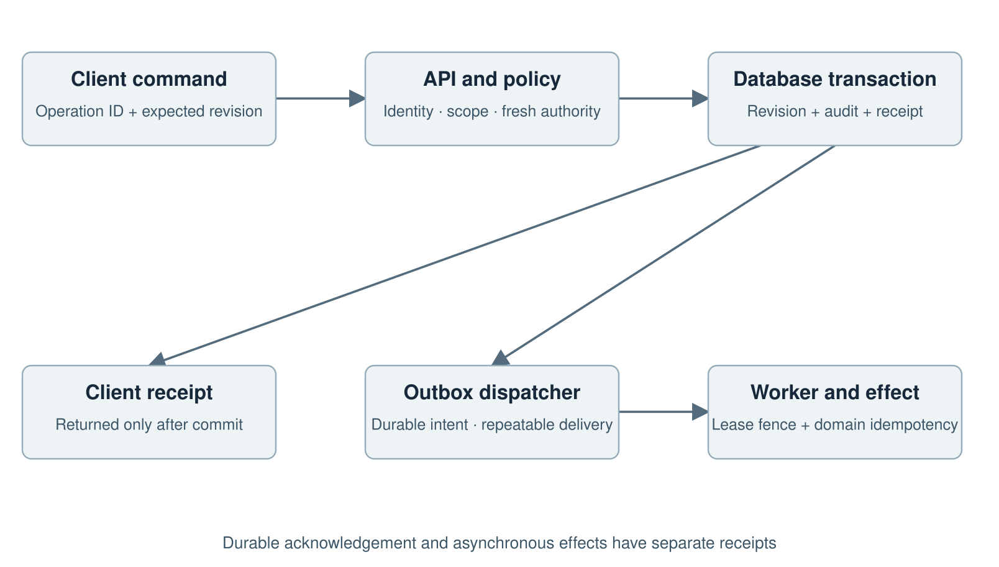 Client command
Operation ID + expected revision
API and policy
Identity · scope · fresh authority
Database transaction
Revision + audit + receipt
Client receipt
Returned only after commit
Outbox dispatcher
Durable intent · repeatable delivery
Worker and effect
Lease fence + domain idempotency
Durable acknowledgement and asynchronous effects have separate receipts